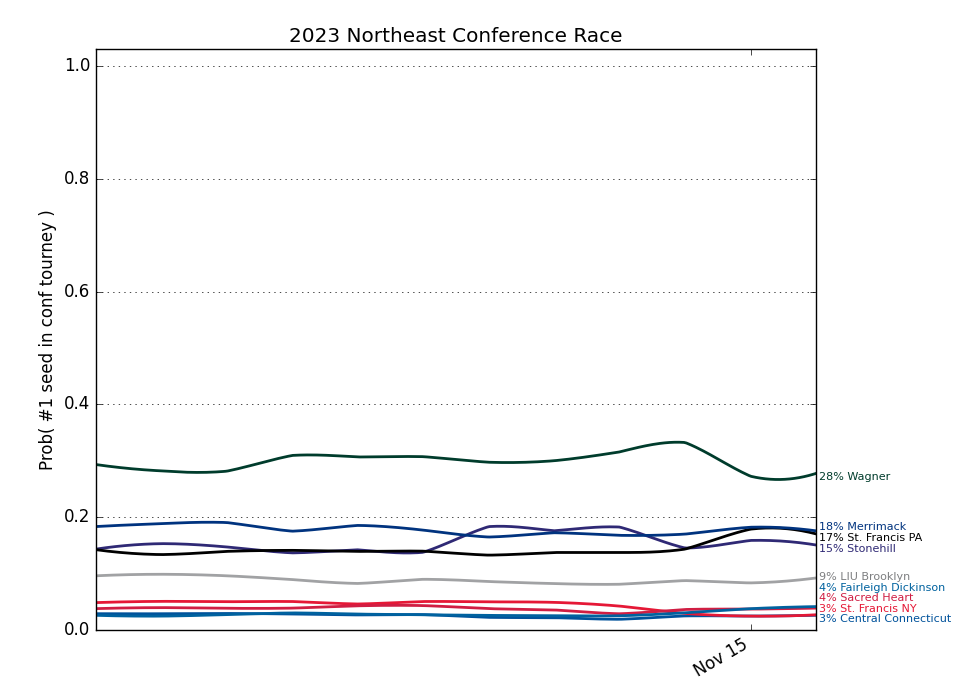 2023 Northeast Conference Race
Prob( #1 seed in conf tourney )
1.0
0.8
0.6
0.4
0.2
0.0
28% Wagner
18% Merrimack
17% St. Francis PA
15% Stonehill
9% LIU Brooklyn
4% Fairleigh Dickinson
4% Sacred Heart
3% St. Francis NY
3% Central Connecticut
Nov 15